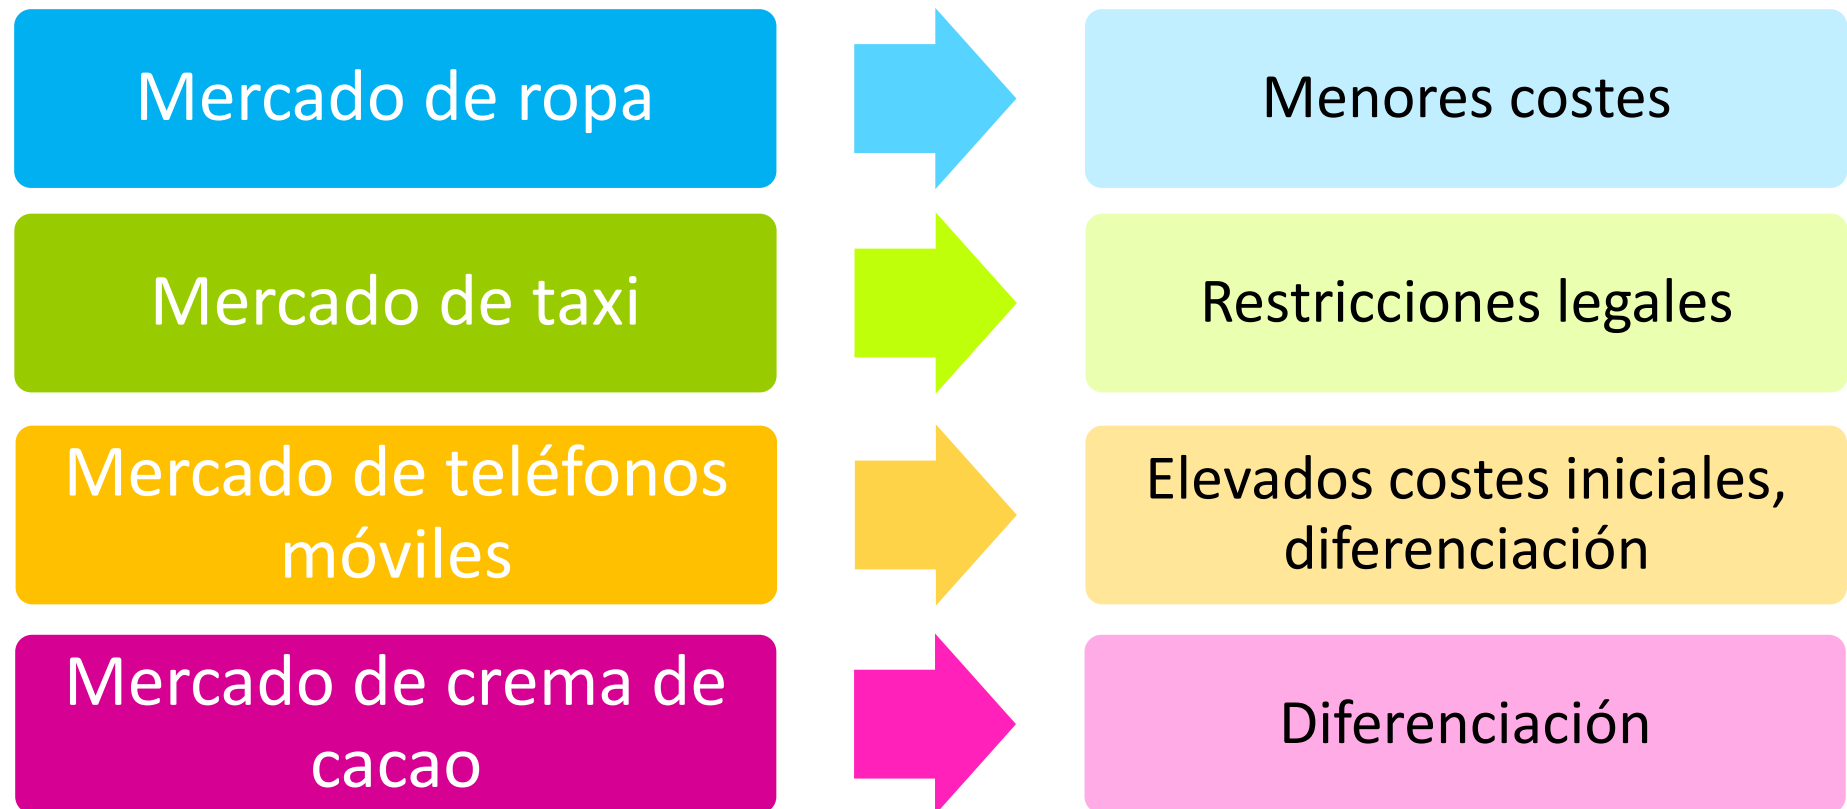 Mercado de ropa
Menores costes
Mercado de taxi
Restricciones legales
Mercado de teléfonos
móviles
Elevados costes iniciales,
diferenciación
Mercado de crema de
cacao
Diferenciación